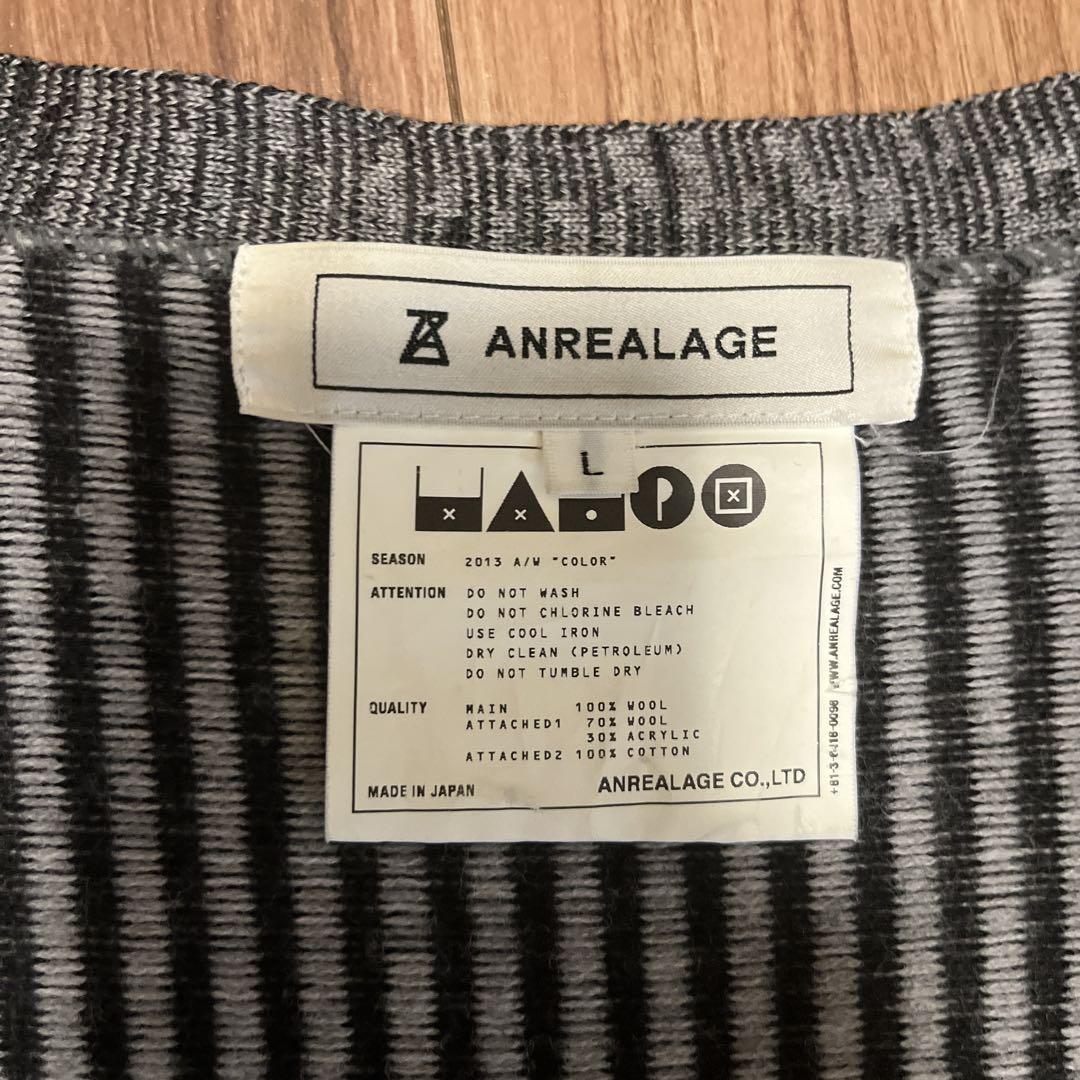 ANREALAGE
L
P
SEASON 2013 A/W "COLOR"
ATTENTION DO NOT WASH
DO NOT CHLORINE BLEACH
USE COOL IRON
DRY CLEAN (PETROLEUM)
DO NOT TUMBLE DRY
QUALITY MAIN 100% WOOL
ATTACHED1 70% WOOL
30% ACRYLIC
ATTACHED2 100% COTTON
MADE IN JAPAN ANREALAGE CO.,LTD
WWW.ANREALAGE.COM